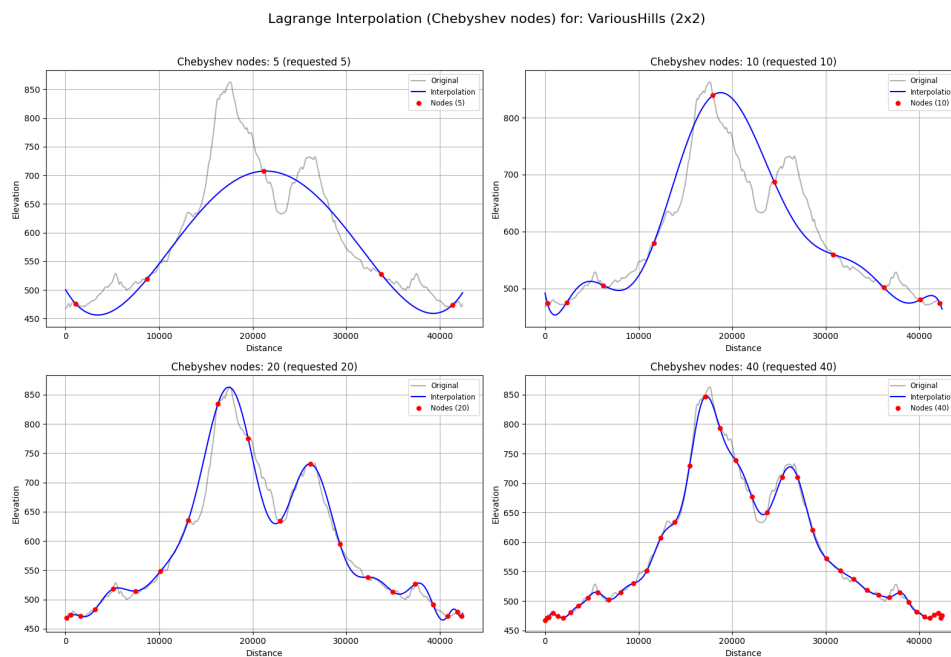 Lagrange Interpolation (Chebyshev nodes) for: VariousHills (2x2)
Chebyshev nodes: 5 (requested 5)
Original
Interpolation
Nodes (5)
850
800
750
700
650
600
550
500
450
Elevation
0 10000 20000 30000 40000
Distance
Chebyshev nodes: 10 (requested 10)
Original
Interpolation
Nodes (10)
800
700
600
500
Elevation
0 10000 20000 30000 40000
Distance
Chebyshev nodes: 20 (requested 20)
Original
Interpolation
Nodes (20)
850
800
750
700
650
600
550
500
450
Elevation
0 10000 20000 30000 40000
Distance
Chebyshev nodes: 40 (requested 40)
Original
Interpolation
Nodes (40)
850
800
750
700
650
600
550
500
450
Elevation
0 10000 20000 30000 40000
Distance